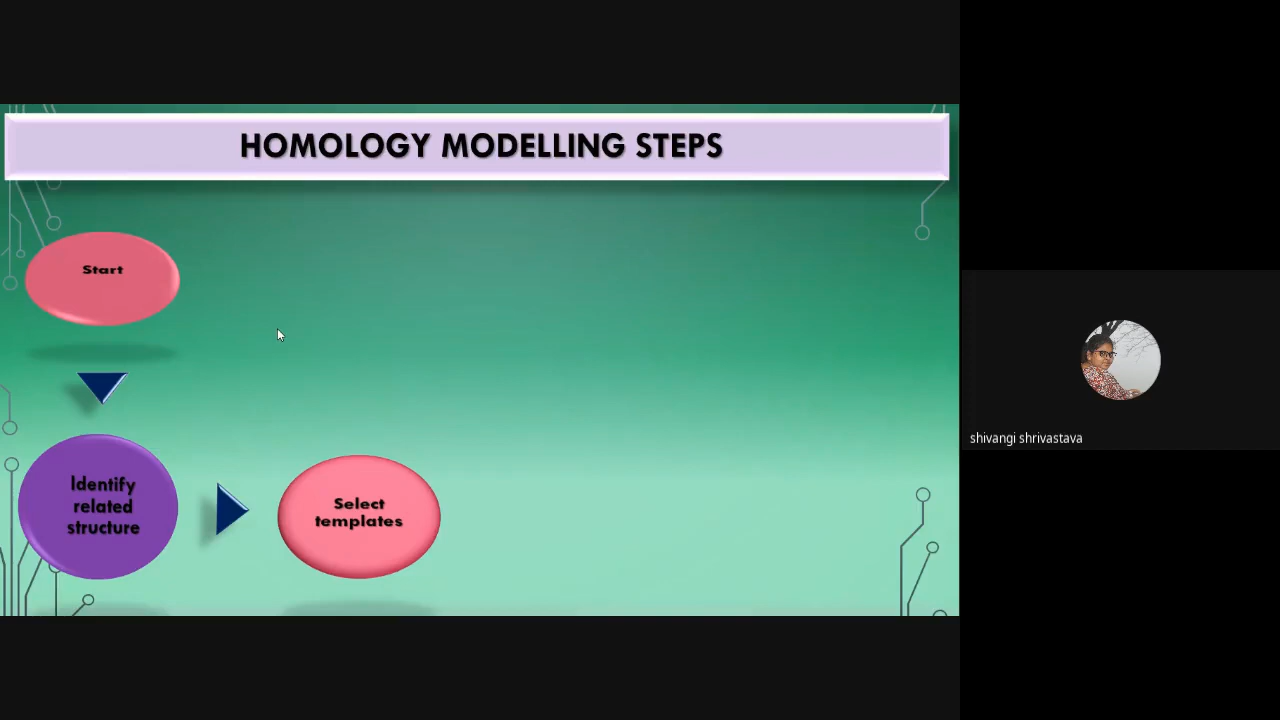 HOMOLOGY MODELLING STEPS
Start
Identify
related
structure
Select
templates
shivangi shrivastava